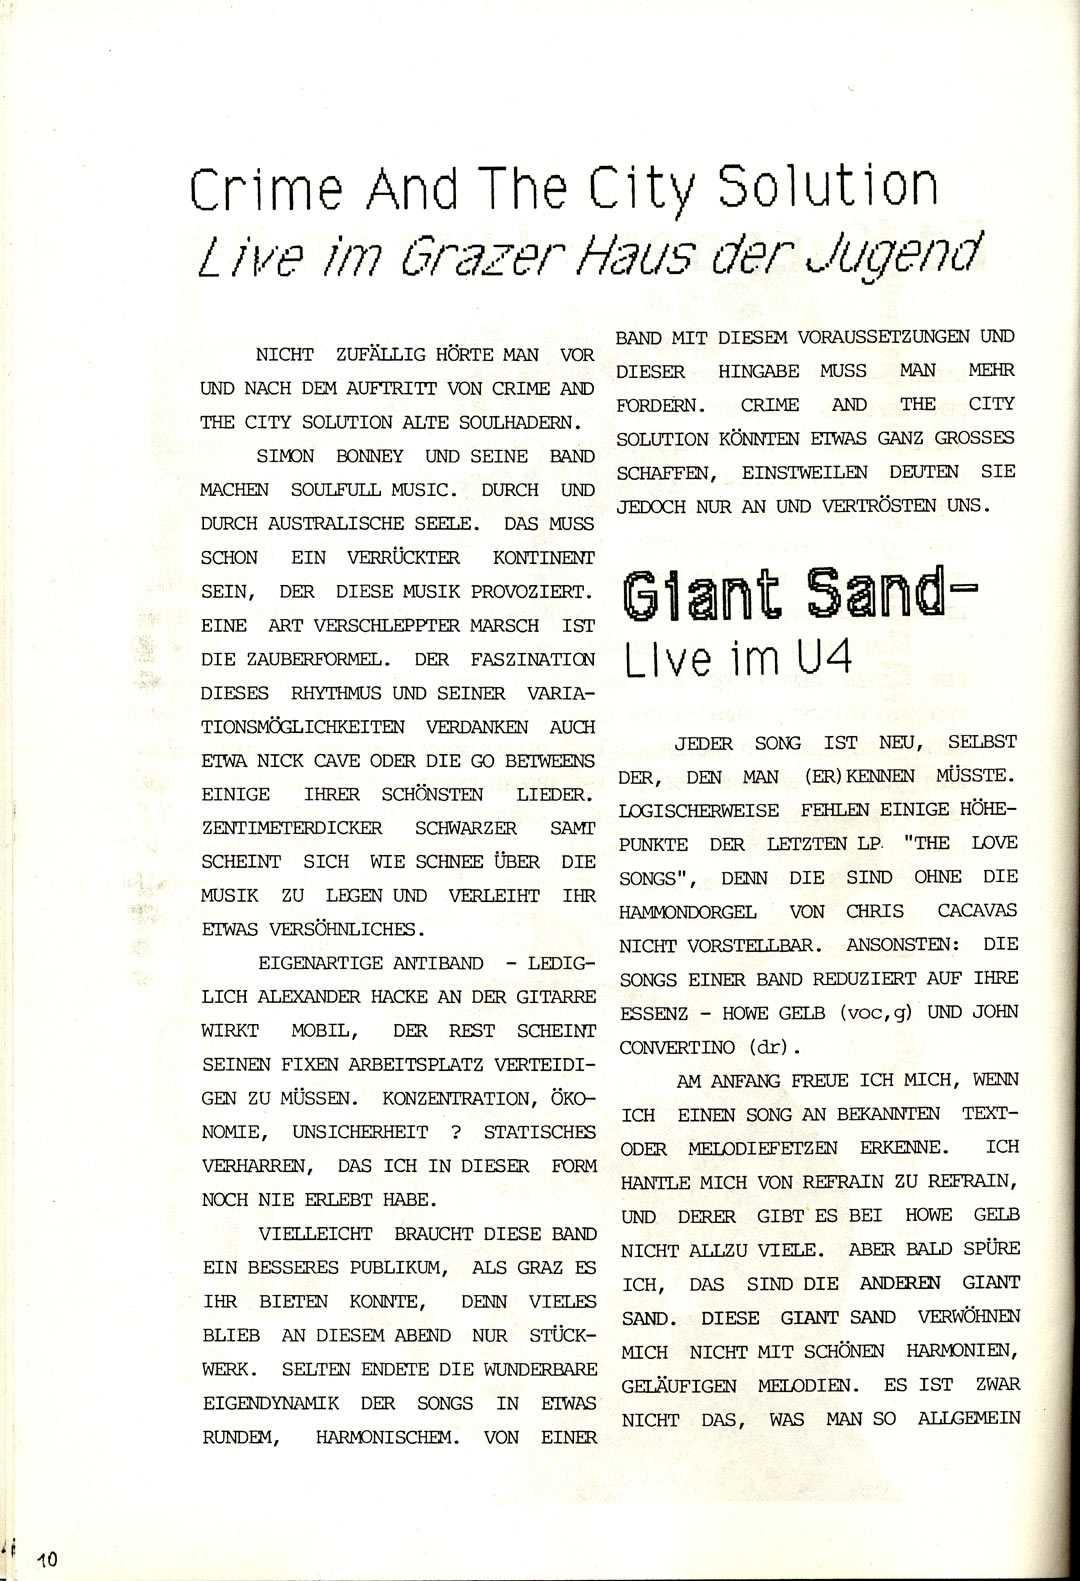 Crime And The City Solution
Live im Grazer Haus der Jugend
NICHT ZUFÄLLIG HÖRTE MAN VOR
UND NACH DEM AUFTRITT VON CRIME AND
THE CITY SOLUTION ALTE SOULHADERN.
SIMON BONNEY UND SEINE BAND
MACHEN SOULFULL MUSIC. DURCH UND
DURCH AUSTRALISCHE SEELE. DAS MUSS
SCHON EIN VERRÜCKTER KONTINENT
SEIN, DER DIESE MUSIK PROVOZIERT.
EINE ART VERSCHLEPPTER MARSCH IST
DIE ZAUBERFORMEL. DER FASZINATION
DIESES RHYTHMUS UND SEINER VARIA-
TIONSMÖGLICHKEITEN VERDANKEN AUCH
ETWA NICK CAVE ODER DIE GO BETWEENS
EINIGE IHRER SCHÖNSTEN LIEDER.
ZENTIMETERDICKER SCHWARZER SAMT
SCHEINT SICH WIE SCHNEE ÜBER DIE
MUSIK ZU LEGEN UND VERLEIHT IHR
ETWAS VERSÖHNLICHES.
EIGENARTIGE ANTIBAND - LEDIG-
LICH ALEXANDER HACKE AN DER GITARRE
WIRKT MOBIL, DER REST SCHEINT
SEINEN FIXEN ARBEITSPLATZ VERTEIDI-
GEN ZU MÜSSEN. KONZENTRATION, ÖKO-
NOMIE, UNSICHERHEIT ? STATISCHES
VERHARREN, DAS ICH IN DIESER FORM
NOCH NIE ERLEBT HABE.
VIELLEICHT BRAUCHT DIESE BAND
EIN BESSERES PUBLIKUM, ALS GRAZ ES
IHR BIETEN KONNTE, DENN VIELES
BLIEB AN DIESEM ABEND NUR STÜCK-
WERK. SELTEN ENDETE DIE WUNDERBARE
EIGENDYNAMIK DER SONGS IN ETWAS
RUNDEM, HARMONISCHEM. VON EINER
BAND MIT DIESEM VORAUSSETZUNGEN UND
DIESER HINGABE MUSS MAN MEHR
FORDERN. CRIME AND THE CITY
SOLUTION KÖNNTEN ETWAS GANZ GROSSES
SCHAFFEN, EINSTWEILEN DEUTEN SIE
JEDOCH NUR AN UND VERTRÖSTEN UNS.
Giant Sand-
LIve im U4
JEDER SONG IST NEU, SELBST
DER, DEN MAN (ER)KENNEN MÜSSTE.
LOGISCHERWEISE FEHLEN EINIGE HÖHE-
PUNKTE DER LETZTEN LP. "THE LOVE
SONGS", DENN DIE SIND OHNE DIE
HAMMONDORGEL VON CHRIS CACAVAS
NICHT VORSTELLBAR. ANSONSTEN: DIE
SONGS EINER BAND REDUZIERT AUF IHRE
ESSENZ - HOWE GELB (voc,g) UND JOHN
CONVERTINO (dr).
AM ANFANG FREUE ICH MICH, WENN
ICH EINEN SONG AN BEKANNTEN TEXT-
ODER MELODIEFETZEN ERKENNE. ICH
HANTLE MICH VON REFRAIN ZU REFRAIN,
UND DERER GIBT ES BEI HOWE GELB
NICHT ALLZU VIELE. ABER BALD SPÜRE
ICH, DAS SIND DIE ANDEREN GIANT
SAND. DIESE GIANT SAND VERWÖHNEN
MICH NICHT MIT SCHÖNEN HARMONIEN,
GELÄUFIGEN MELODIEN. ES IST ZWAR
NICHT DAS, WAS MAN SO ALLGEMEIN
10